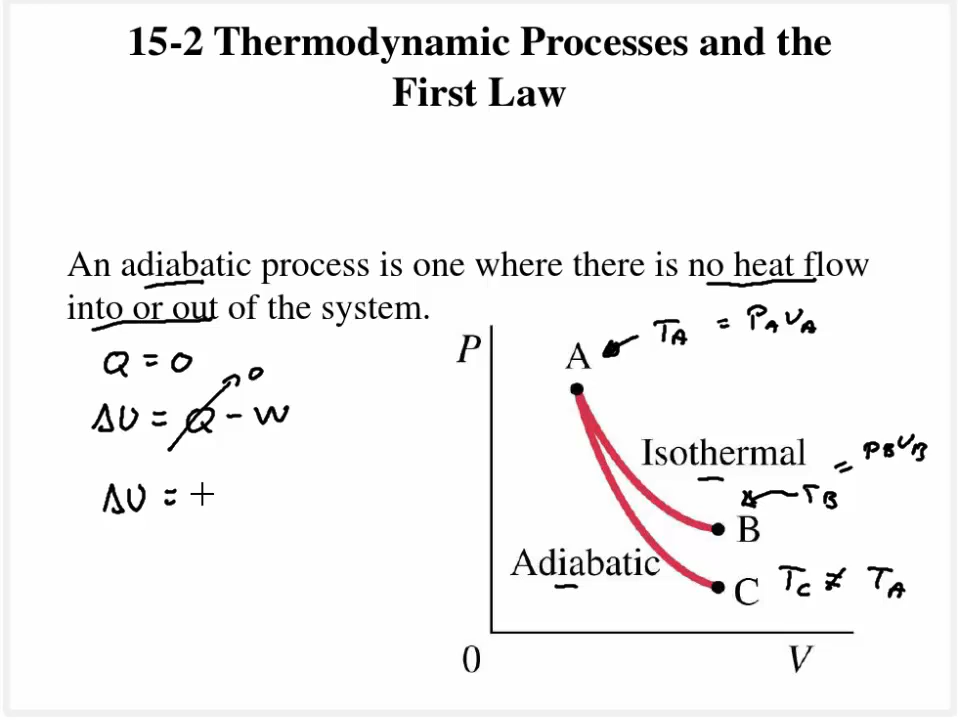 15-2 Thermodynamic Processes and the
First Law
An adiabatic process is one where there is no heat flow
into or out of the system.
Q = 0
ΔU = Q - W
0
ΔU = +
P
A
TA = PAVA
Isothermal
= PBVB
TB
B
Adiabatic
C
TC ≠ TA
0
V